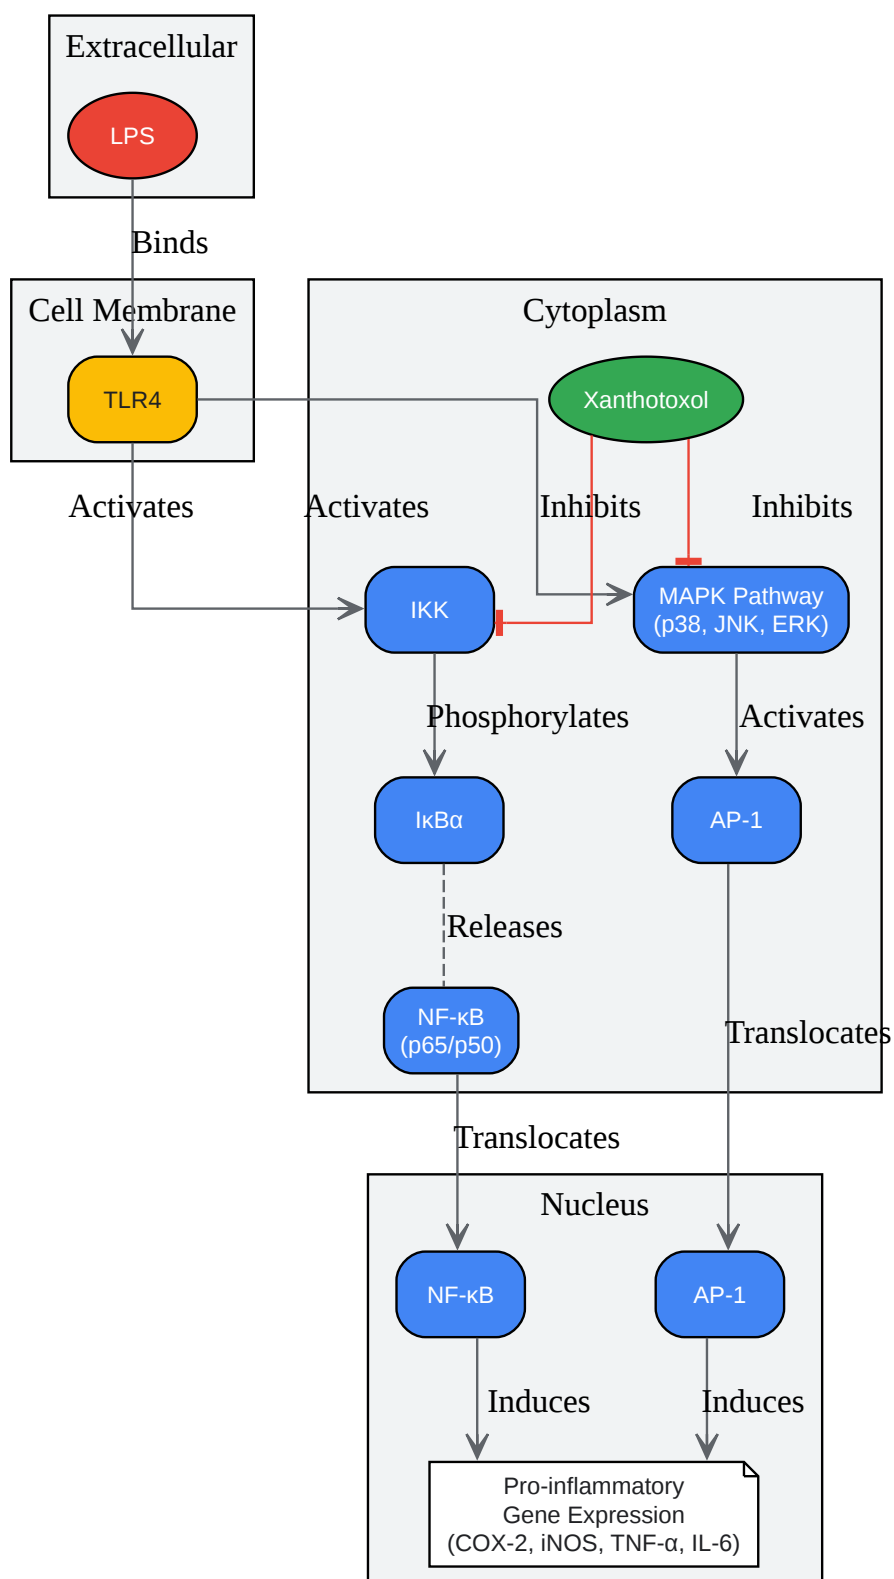 Extracellular
LPS
Binds
Cell Membrane
Cytoplasm
TLR4
Xanthotoxol
Activates
Activates
Inhibits
Inhibits
IKK
MAPK Pathway
(p38, JNK, ERK)
Phosphorylates
Activates
IκBα
AP-1
Releases
NF-κB
(p65/p50)
Translocates
Translocates
Nucleus
NF-κB
AP-1
Induces
Induces
Pro-inflammatory
Gene Expression
(COX-2, iNOS, TNF-α, IL-6)